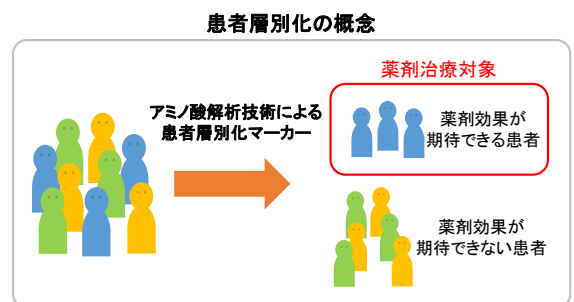 患者層別化の概念
薬剤治療対象
アミノ酸解析技術による
患者層別化マーカー
薬剤効果が
期待できる患者
薬剤効果が
期待できない患者